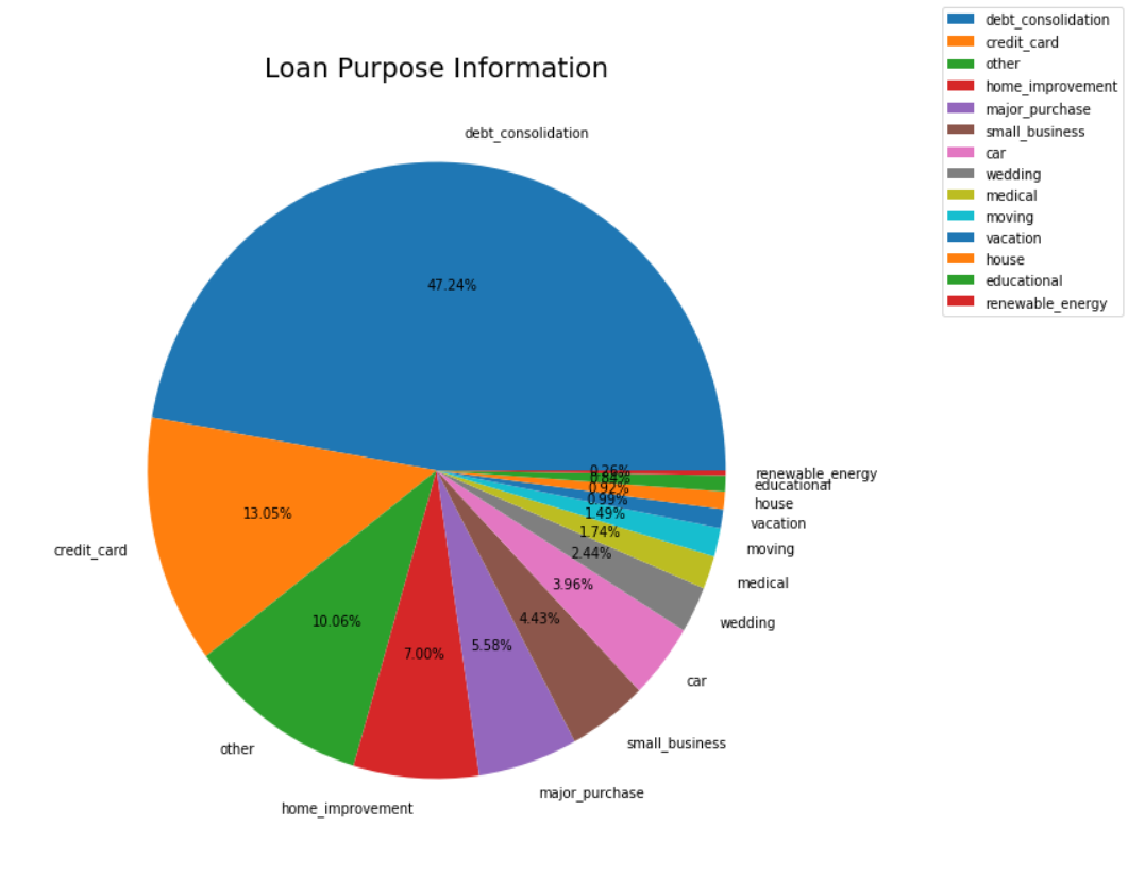 Loan Purpose Information
debt_consolidation
credit_card
other
home_improvement
major_purchase
small_business
car
wedding
medical
moving
vacation
house
educational
renewable_energy
debt_consolidation
47.24%
credit_card
13.05%
other
10.06%
home_improvement
7.00%
major_purchase
5.58%
small_business
4.43%
car
3.96%
wedding
2.44%
medical
1.74%
moving
1.49%
vacation
0.99%
house
0.92%
educational
0.84%
renewable_energy
0.26%